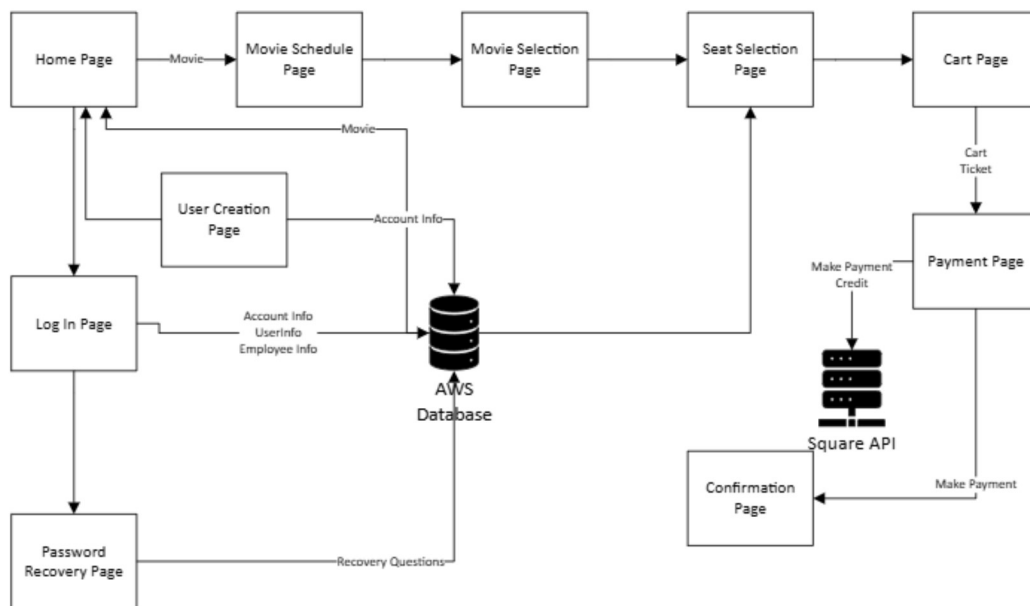 Home Page
Movie
Movie Schedule
Page
Movie Selection
Page
Seat Selection
Page
Cart Page
Movie
Cart
Ticket
User Creation
Page
Account Info
Payment Page
Make Payment
Credit
Log In Page
Account Info
UserInfo
Employee Info
AWS
Database
Square API
Confirmation
Page
Make Payment
Password
Recovery Page
Recovery Questions